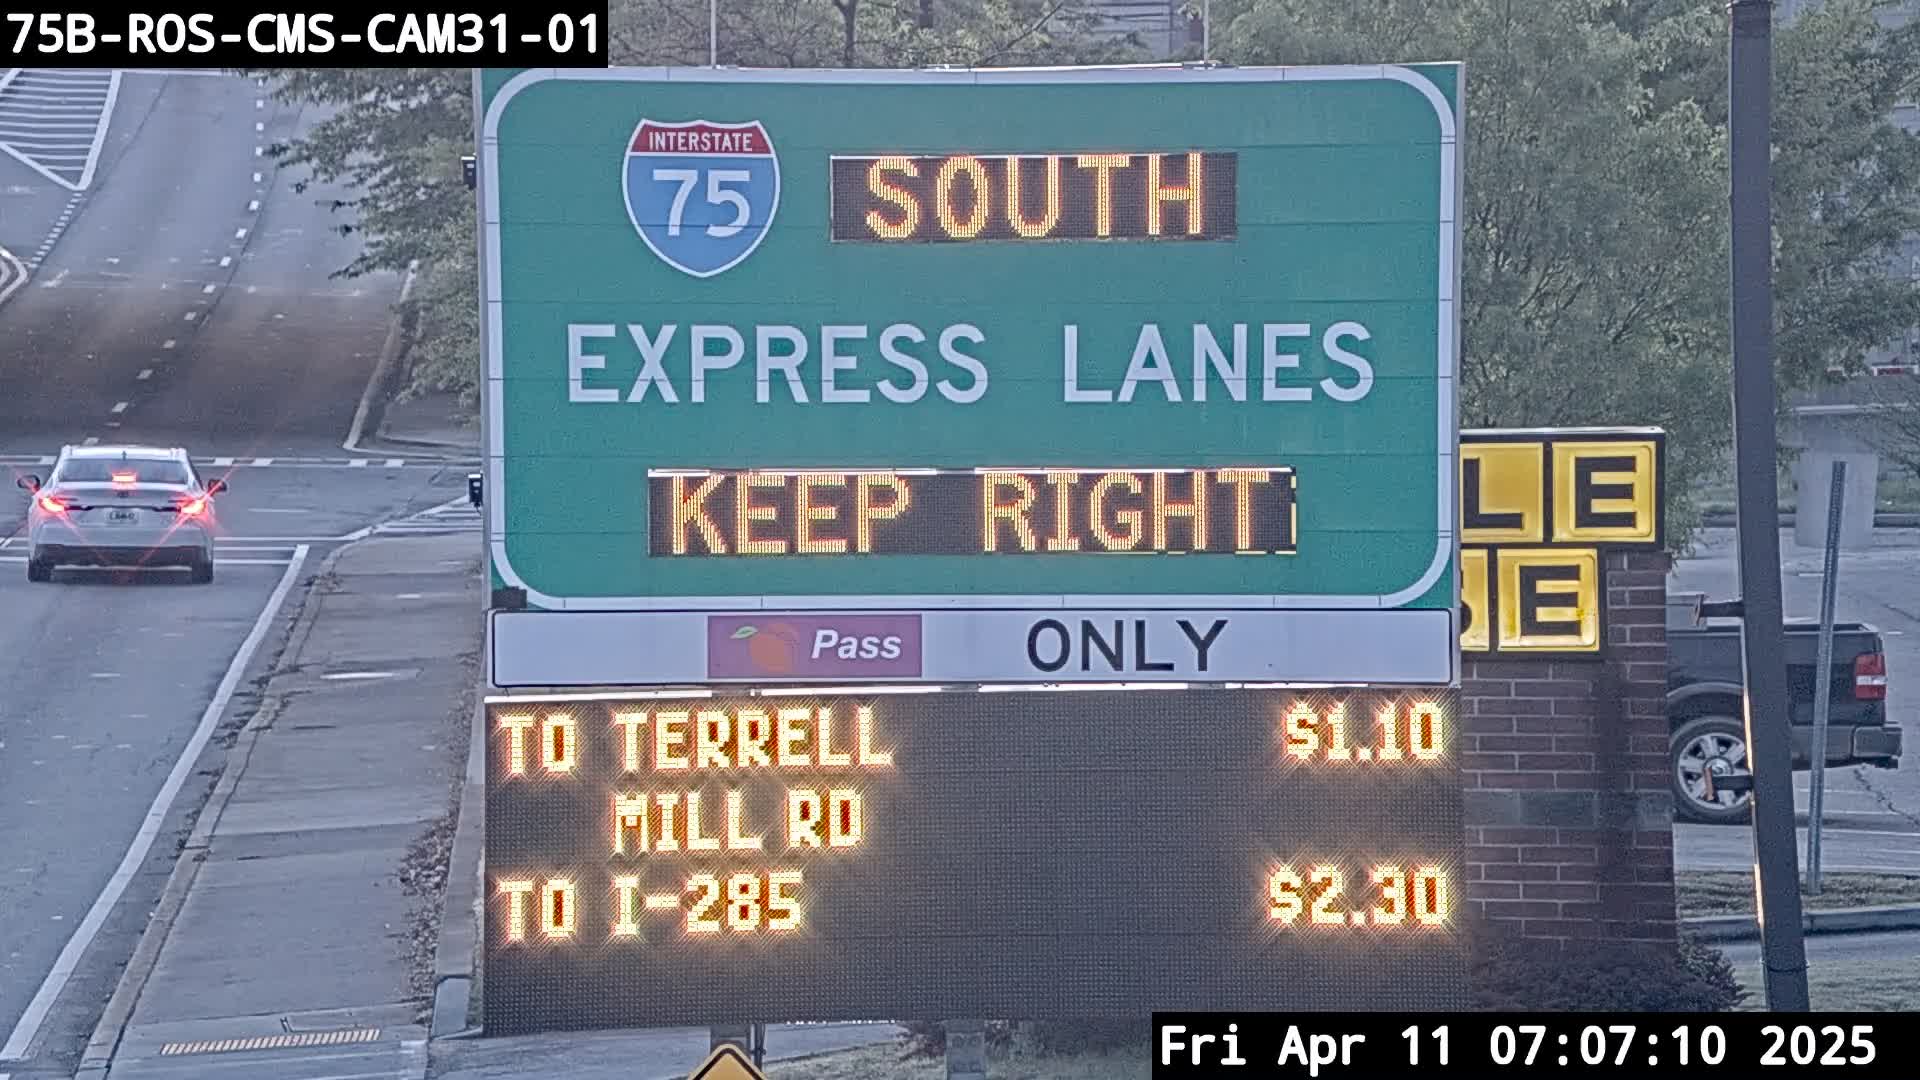 75B-ROS-CMS-CAM31-01
INTERSTATE
75
SOUTH
EXPRESS LANES
KEEP RIGHT
Pass ONLY
TO TERRELL $1.10
MILL RD
TO I-285 $2.30
LE
E
Fri Apr 11 07:07:10 2025